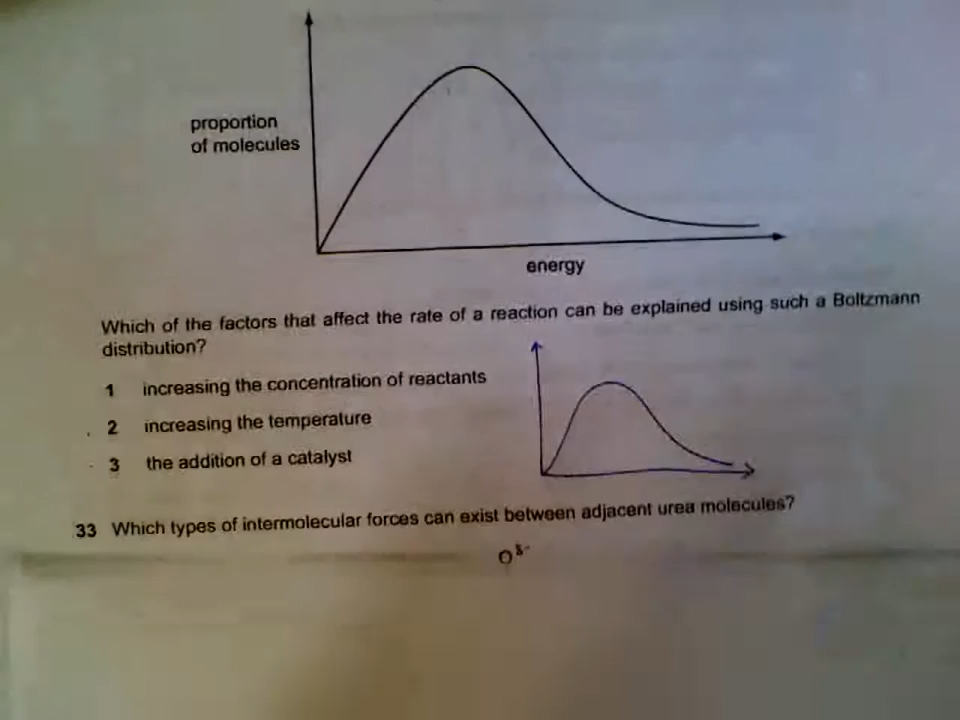 proportion
of molecules
energy
Which of the factors that affect the rate of a reaction can be explained using such a Boltzmann
distribution?
1 increasing the concentration of reactants
2 increasing the temperature
3 the addition of a catalyst
33 Which types of intermolecular forces can exist between adjacent urea molecules?
O δ-